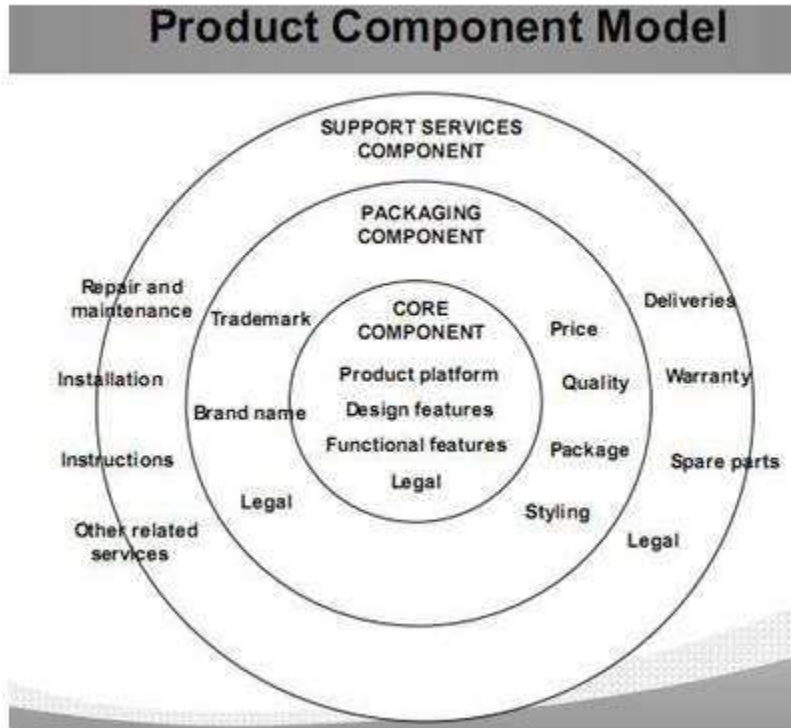 Product Component Model
SUPPORT SERVICES
COMPONENT
PACKAGING
COMPONENT
CORE
COMPONENT
Product platform
Design features
Functional features
Legal
Trademark
Brand name
Legal
Price
Quality
Package
Styling
Repair and
maintenance
Installation
Instructions
Other related
services
Deliveries
Warranty
Spare parts
Legal